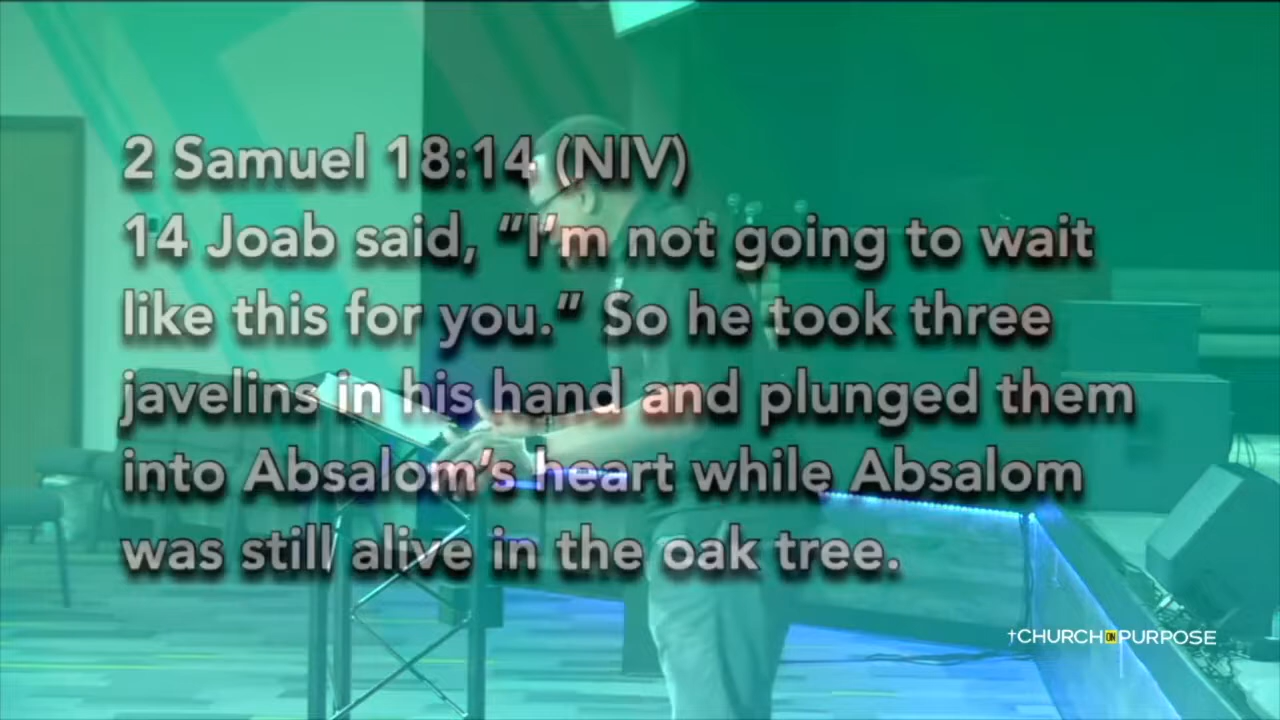 2 Samuel 18:14 (NIV)
14 Joab said, “I’m not going to wait
like this for you.” So he took three
javelins in his hand and plunged them
into Absalom’s heart while Absalom
was still alive in the oak tree.
†CHURCH ON PURPOSE